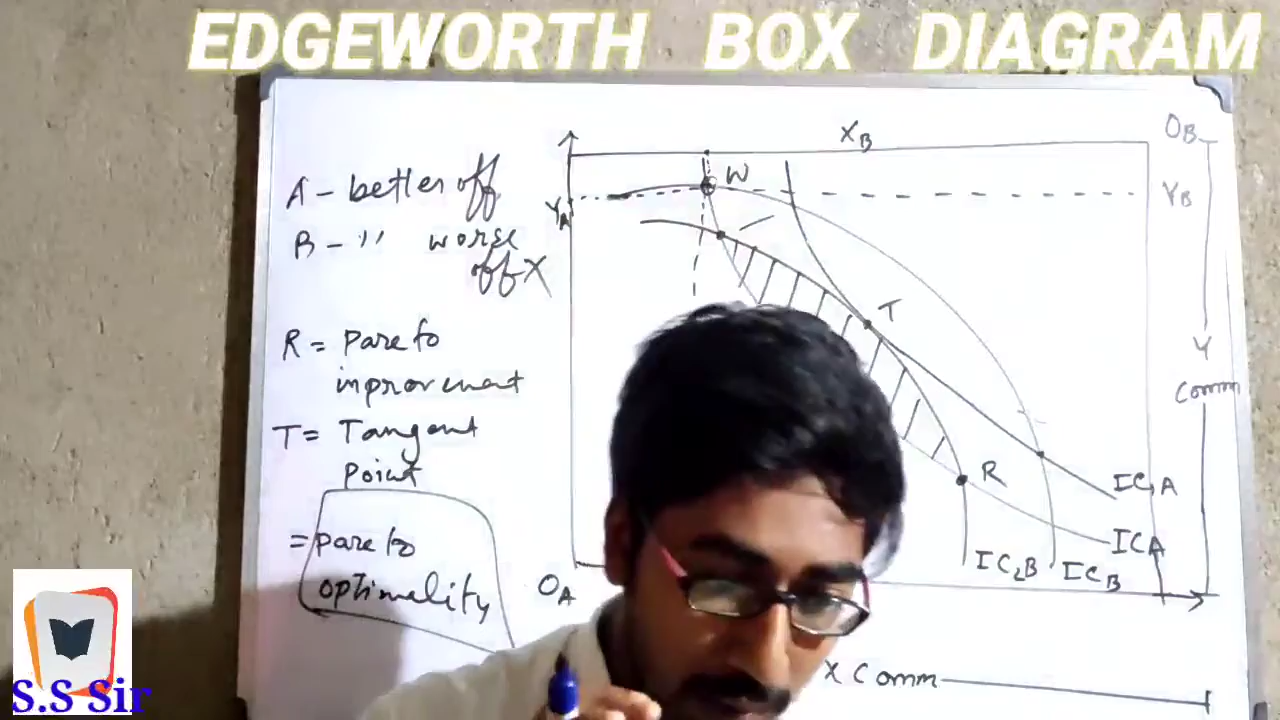 EDGEWORTH BOX DIAGRAM
A - better off
B - '' worse
off X
R = pareto
improvement
T = Tangent
Point
= pareto
optimality
XB
OB
W
YA
YB
T
Y
Comm
R
IC1A
ICA
IC2B
ICB
OA
X Comm
S.S Sir